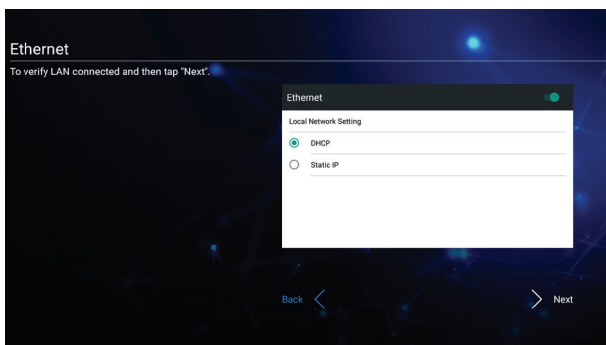 Ethernet
To verify LAN connected and then tap "Next".
Ethernet
Local Network Setting
DHCP
Static IP
Back
Next